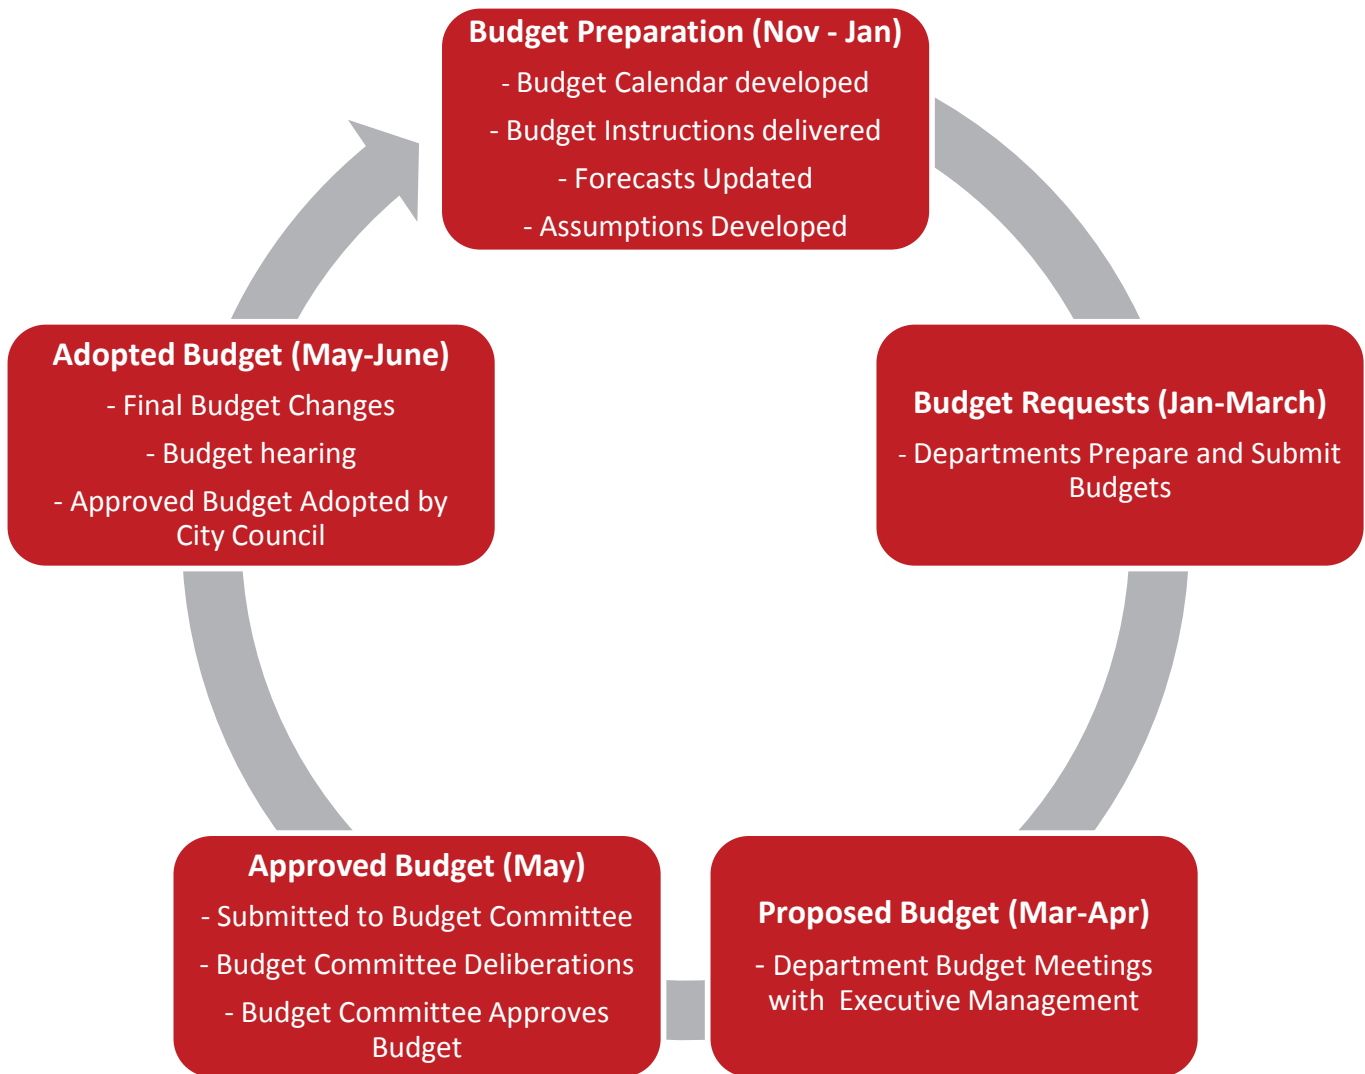 Budget Preparation (Nov - Jan)
- Budget Calendar developed
- Budget Instructions delivered
- Forecasts Updated
- Assumptions Developed
Budget Requests (Jan-March)
- Departments Prepare and Submit
Budgets
Proposed Budget (Mar-Apr)
- Department Budget Meetings
with  Executive Management
Approved Budget (May)
- Submitted to Budget Committee
- Budget Committee Deliberations
- Budget Committee Approves
Budget
Adopted Budget (May-June)
- Final Budget Changes
- Budget hearing
- Approved Budget Adopted by
City Council